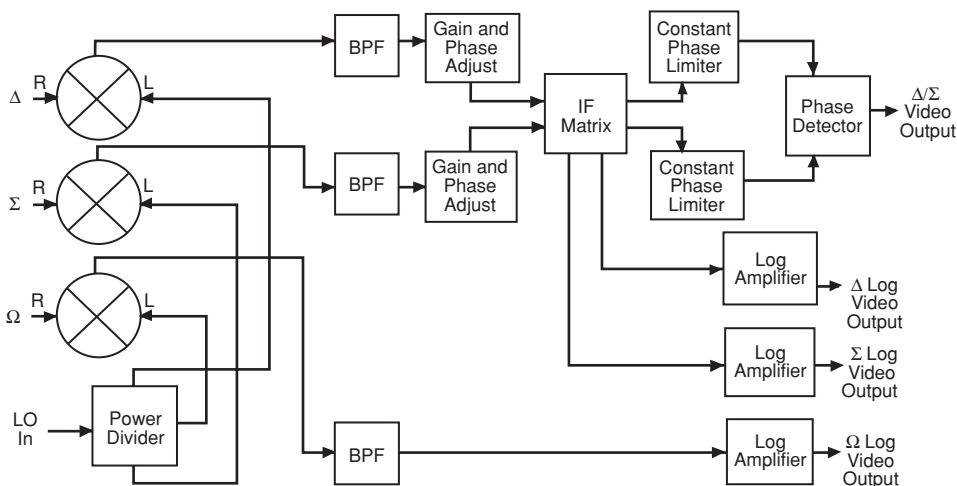 BPF
Gain and
Phase
Adjust
Constant
Phase
Limiter
R
L
Δ
IF
Matrix
Phase
Detector
Δ/Σ
Video
Output
R
L
Σ
BPF
Gain and
Phase
Adjust
Constant
Phase
Limiter
R
L
Ω
Log
Amplifier
Δ Log
Video
Output
Log
Amplifier
Σ Log
Video
Output
LO
In
Power
Divider
BPF
Log
Amplifier
Ω Log
Video
Output